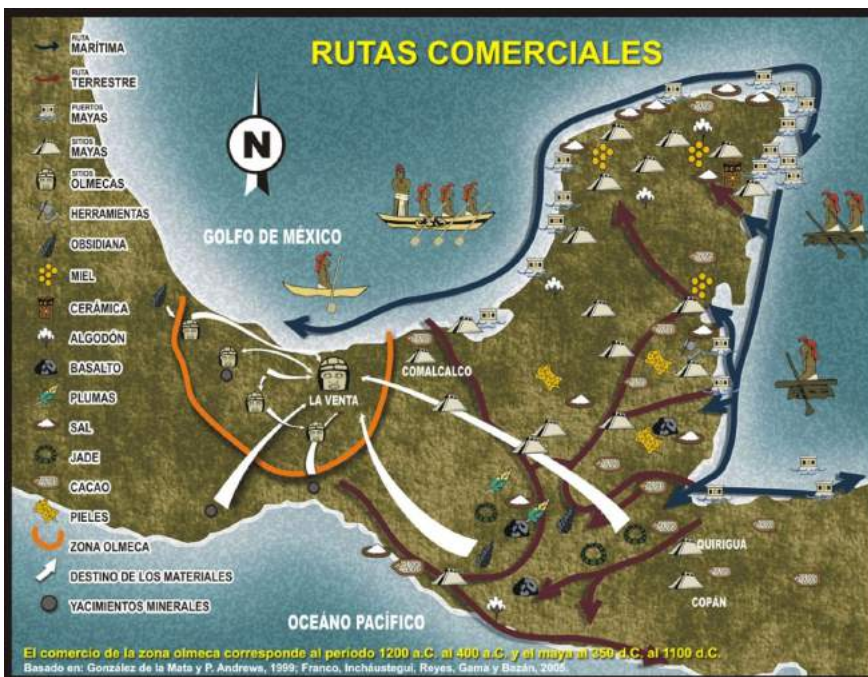 RUTAS COMERCIALES
RUTA
MARÍTIMA
RUTA
TERRESTRE
PUERTOS
MAYAS
SITIOS
MAYAS
SITIOS
OLMECAS
HERRAMIENTAS
OBSIDIANA
MIEL
CERÁMICA
ALGODÓN
BASALTO
PLUMAS
SAL
JADE
CACAO
PIELES
ZONA OLMECA
DESTINO DE LOS MATERIALES
YACIMIENTOS MINERALES
N
GOLFO DE MÉXICO
COMALCALCO
LA VENTA
QUIRIGUÁ
COPÁN
OCEÁNO PACÍFICO
El comercio de la zona olmeca corresponde al período 1200 a.C. al 400 a.C. y el maya al 350 d.C. al 1100 d.C.
Basado en: González de la Mata y P. Andrews, 1999; Franco, Incháustegui, Reyes, Gama y Bazán, 2005.